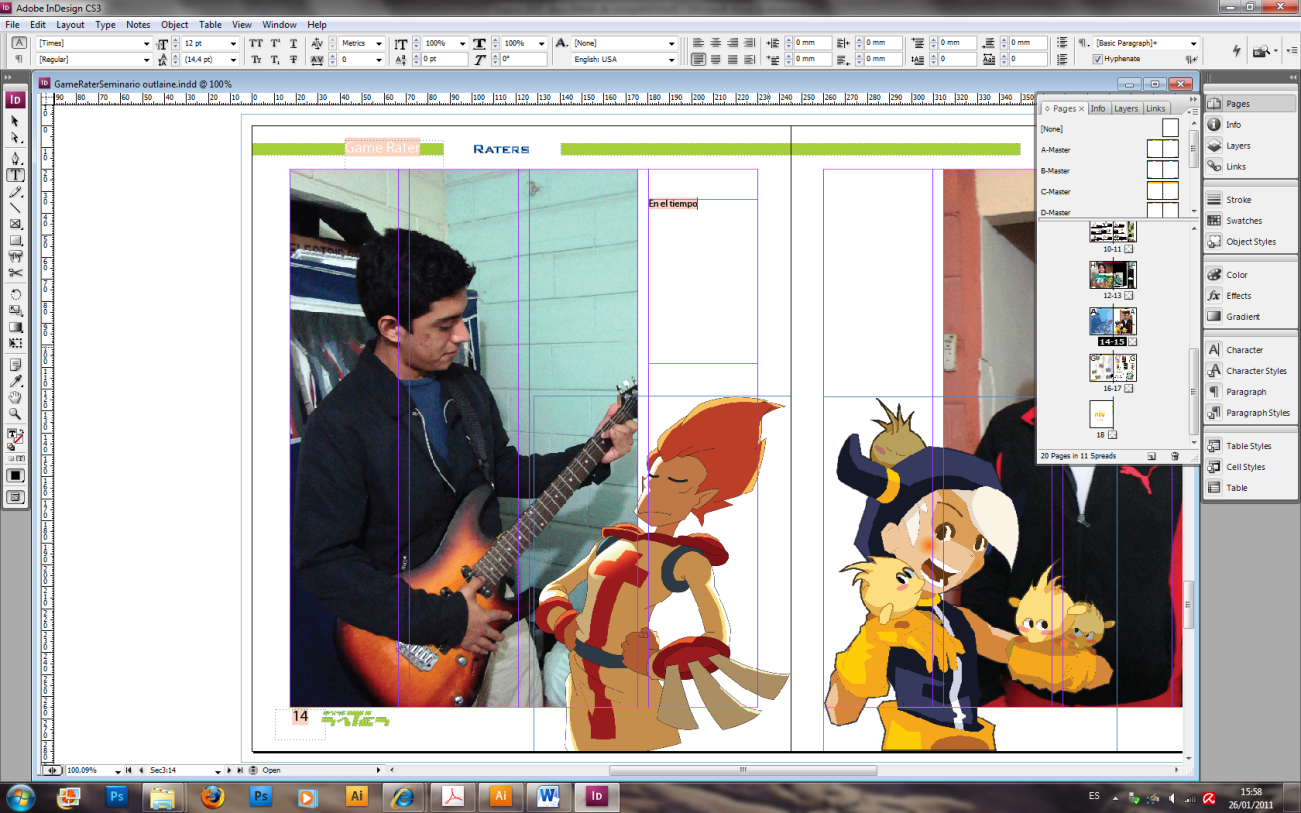 Adobe InDesign CS3
File Edit Layout Type Notes Object Table View Window Help
[Times] 12 pt Metrics 100% 100% [None] 0 mm 0 mm 0 mm 0 mm [Basic Paragraph]+
[Regular] (14,4 pt) 0 0 pt 0° English: USA 0 mm 0 mm 0 0 Hyphenate
GameRaterSeminario outlaine.indd @ 100%
Game Rater
RATERS
En el tiempo
14
Pages Info Layers Links
[None]
A-Master
B-Master
C-Master
D-Master
10-11
12-13
14-15
16-17
18
20 Pages in 11 Spreads
Pages
Info
Layers
Links
Stroke
Swatches
Object Styles
Color
Effects
Gradient
Character
Character Styles
Paragraph
Paragraph Styles
Table Styles
Cell Styles
Table
100.09% Sec3:14 Open
ES 15:58
26/01/2011